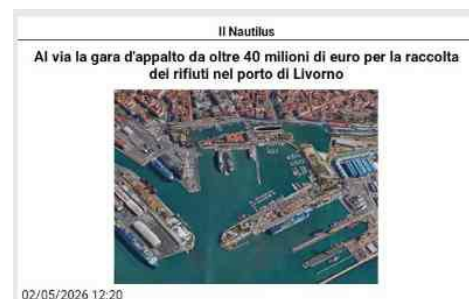 Il Nautilus
Al via la gara d'appalto da oltre 40 milioni di euro per la raccolta
dei rifiuti nel porto di Livorno
02/05/2026 12:20